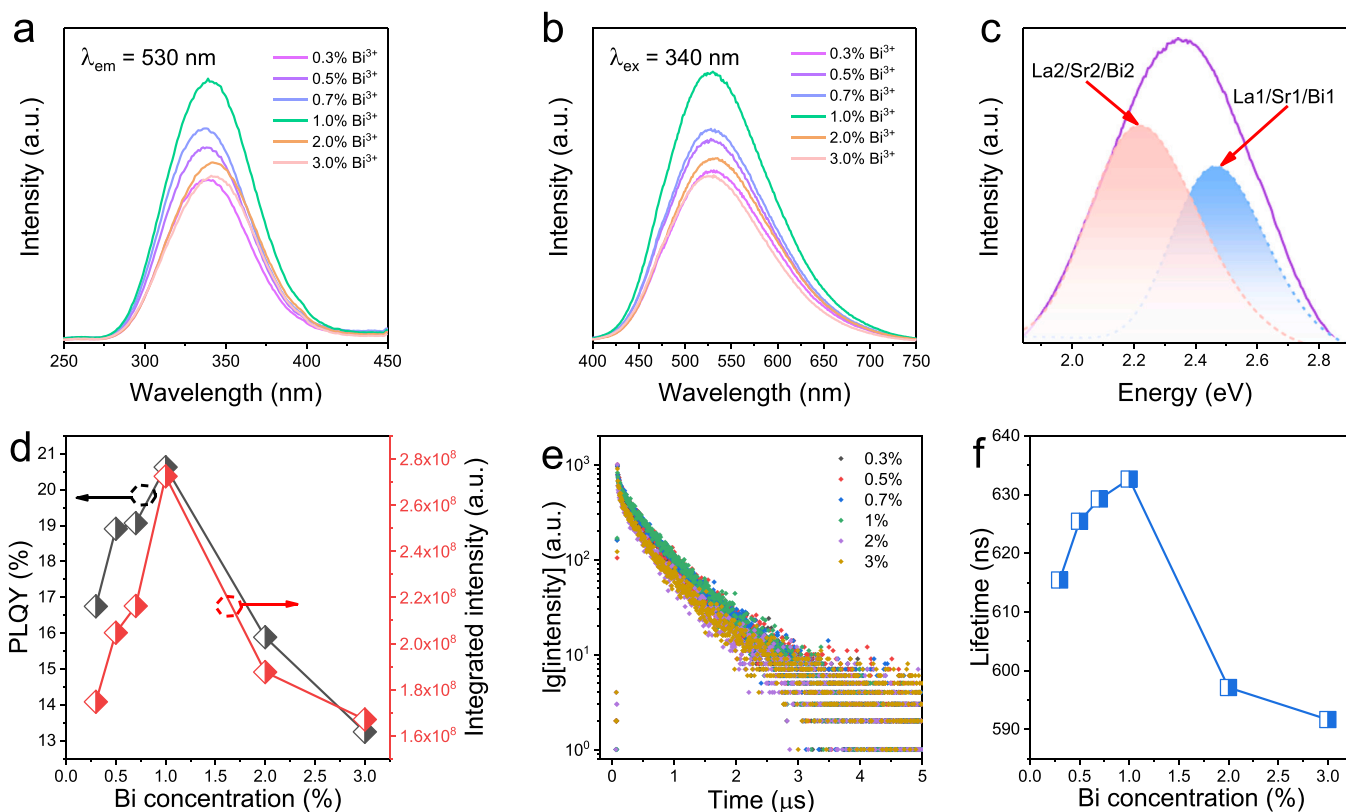 a
λem = 530 nm
0.3% Bi³⁺
0.5% Bi³⁺
0.7% Bi³⁺
1.0% Bi³⁺
2.0% Bi³⁺
3.0% Bi³⁺
Intensity (a.u.)
250 300 350 400 450
Wavelength (nm)
b
λex = 340 nm
0.3% Bi³⁺
0.5% Bi³⁺
0.7% Bi³⁺
1.0% Bi³⁺
2.0% Bi³⁺
3.0% Bi³⁺
Intensity (a.u.)
400 450 500 550 600 650 700 750
Wavelength (nm)
c
La2/Sr2/Bi2
La1/Sr1/Bi1
Intensity (a.u.)
2.0 2.2 2.4 2.6 2.8
Energy (eV)
d
21
20
19
18
17
16
15
14
13
PLQY (%)
2.8x10⁸
2.6x10⁸
2.4x10⁸
2.2x10⁸
2.0x10⁸
1.8x10⁸
1.6x10⁸
Integrated intensity (a.u.)
0.0 0.5 1.0 1.5 2.0 2.5 3.0
Bi concentration (%)
e
10³
10²
10¹
10⁰
lg[intensity] (a.u.)
0.3%
0.5%
0.7%
1%
2%
3%
0 1 2 3 4 5
Time (μs)
f
640
630
620
610
600
590
Lifetime (ns)
0.0 0.5 1.0 1.5 2.0 2.5 3.0
Bi concentration (%)